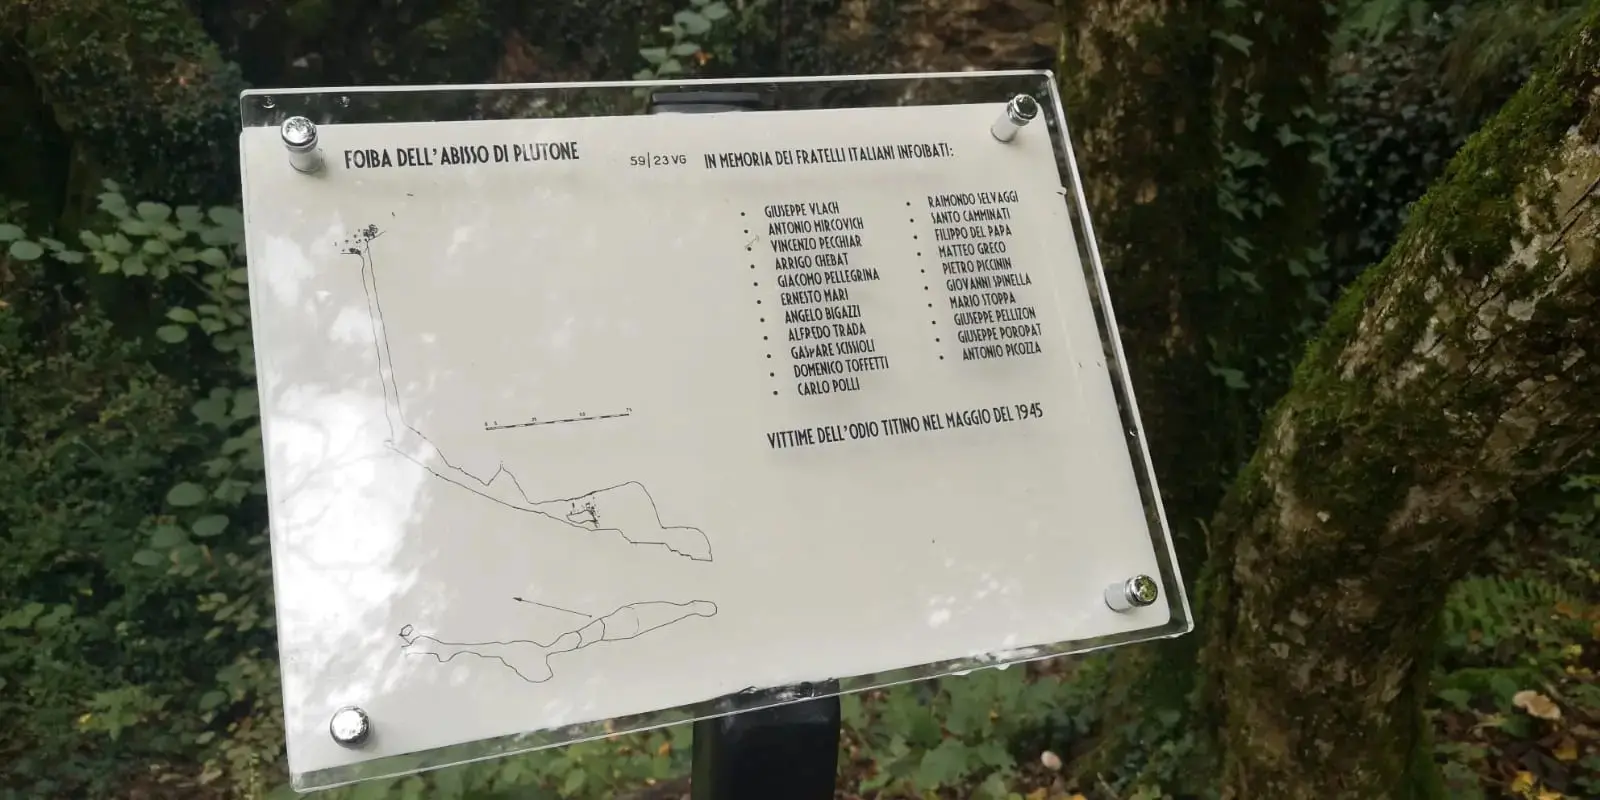 FOIBA DELL'ABISSO DI PLUTONE
59|23 VG
IN MEMORIA DEI FRATELLI ITALIANI INFOIBATI:
• GIUSEPPE VLACH
• ANTONIO MIRCOVICH
• VINCENZO PECCHIAR
• ARRIGO CHEBAT
• GIACOMO PELLEGRINA
• ERNESTO MARI
• ANGELO BIGAZZI
• ALFREDO TRADA
• GASPARE SCISSIOLI
• DOMENICO TOFFETTI
• CARLO POLLI
• RAIMONDO SELVAGGI
• SANTO CAMMINATI
• FILIPPO DEL PAPA
• MATTEO GRECO
• PIETRO PICCININ
• GIOVANNI SPINELLA
• MARIO STOPPA
• GIUSEPPE PELLIZON
• GIUSEPPE POROPAT
• ANTONIO PICOZZA
VITTIME DELL'ODIO TITINO NEL MAGGIO DEL 1945